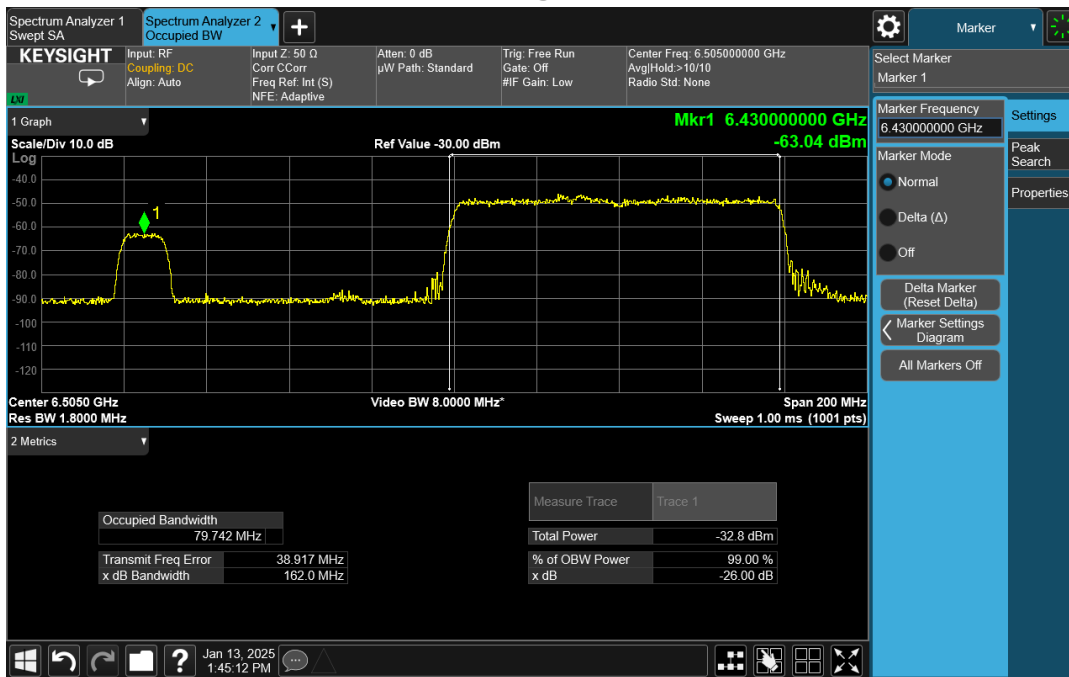 Spectrum Analyzer 1
Swept SA
Spectrum Analyzer 2
Occupied BW
Marker
KEYSIGHT
LXI
Input: RF
Coupling: DC
Align: Auto
Input Z: 50 Ω
Corr CCorr
Freq Ref: Int (S)
NFE: Adaptive
Atten: 0 dB
µW Path: Standard
Trig: Free Run
Gate: Off
#IF Gain: Low
Center Freq: 6.505000000 GHz
Avg|Hold:>10/10
Radio Std: None
Select Marker
Marker 1
1 Graph
Mkr1 6.430000000 GHz
-63.04 dBm
Scale/Div 10.0 dB
Ref Value -30.00 dBm
Log
-40.0
-50.0
-60.0
-70.0
-80.0
-90.0
-100
-110
-120
1
Center 6.5050 GHz
Video BW 8.0000 MHz*
Span 200 MHz
Res BW 1.8000 MHz
Sweep 1.00 ms (1001 pts)
Marker Frequency
6.430000000 GHz
Marker Mode
Normal
Delta (Δ)
Off
Delta Marker
(Reset Delta)
Marker Settings
Diagram
All Markers Off
Settings
Peak
Search
Properties
2 Metrics
Measure Trace Trace 1
Occupied Bandwidth
79.742 MHz
Total Power -32.8 dBm
Transmit Freq Error 38.917 MHz
% of OBW Power 99.00 %
x dB Bandwidth 162.0 MHz
x dB -26.00 dB
Jan 13, 2025
1:45:12 PM